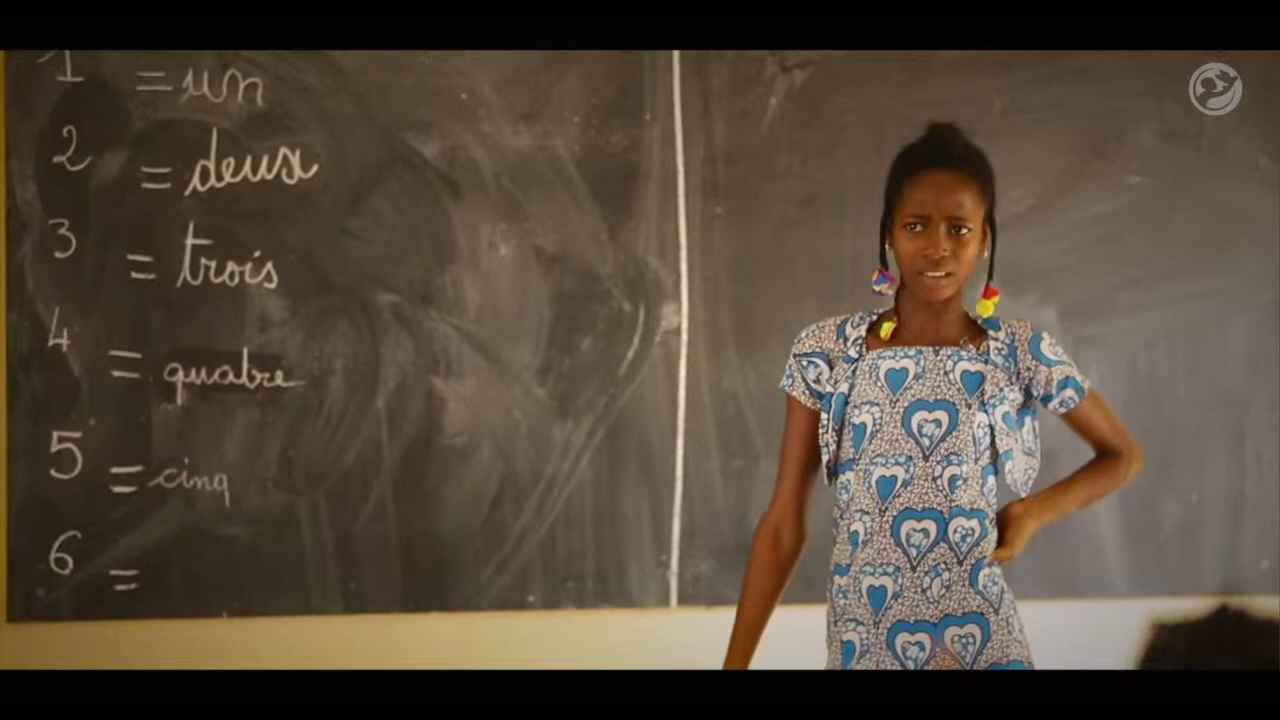 1 = un
2 = deux
3 = trois
4 = quatre
5 = cinq
6 =